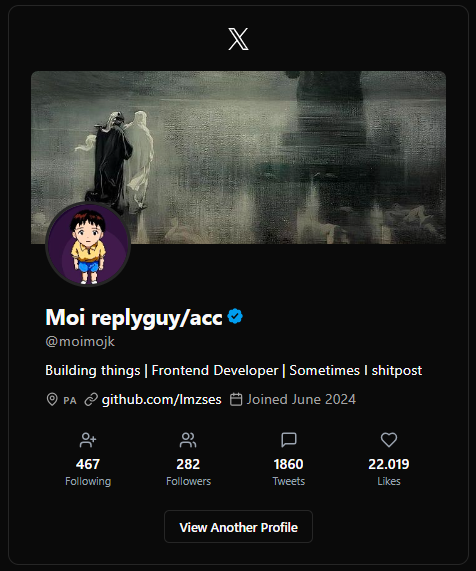 Moi replyguy/acc
@moimojk
Building things | Frontend Developer | Sometimes I shitpost
PA github.com/lmzses Joined June 2024
467 282 1860 22.019
Following Followers Tweets Likes
View Another Profile